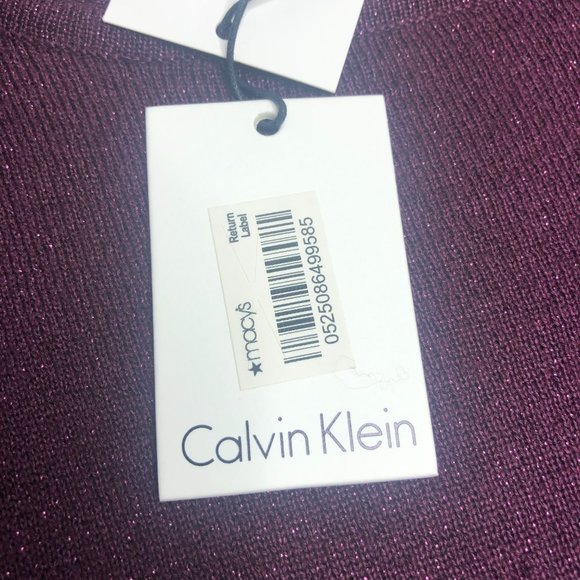 Return
Label
★macy's
0525086499585
Calvin Klein